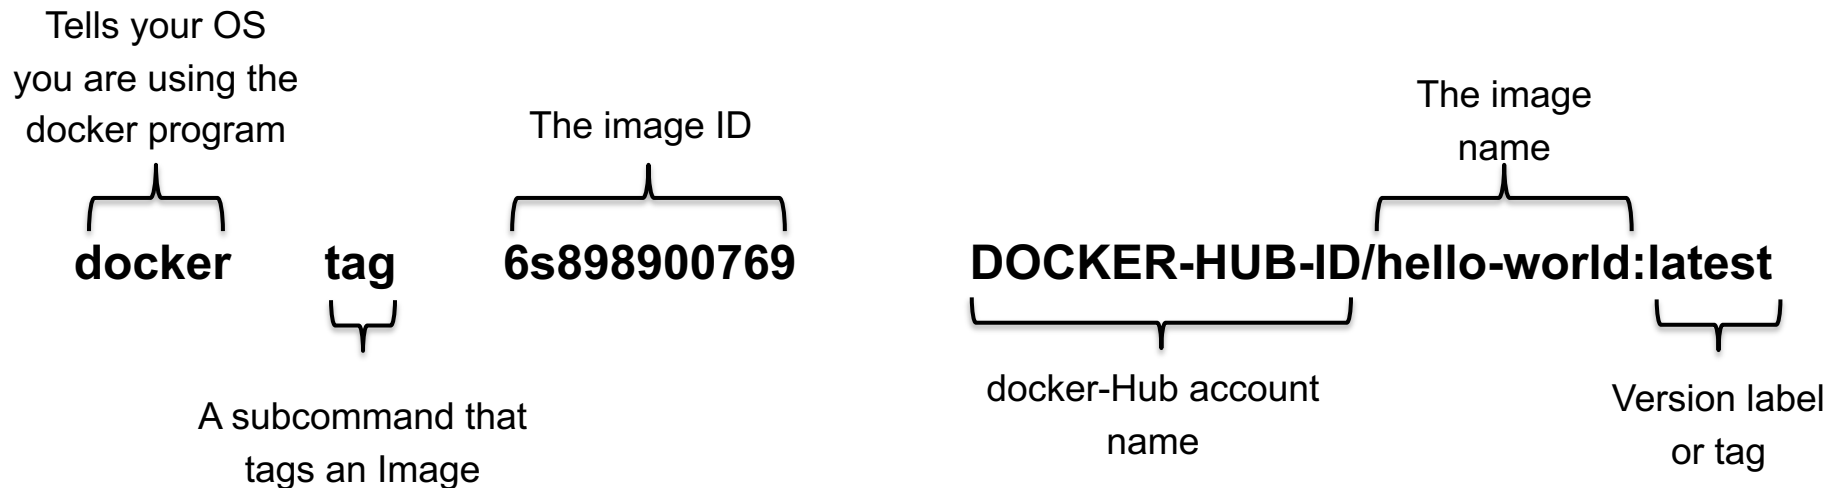 Tells your OS
you are using the
docker program
The image ID
The image
name
docker tag 6s898900769 DOCKER-HUB-ID/hello-world:latest
A subcommand that
tags an Image
docker-Hub account
name
Version label
or tag